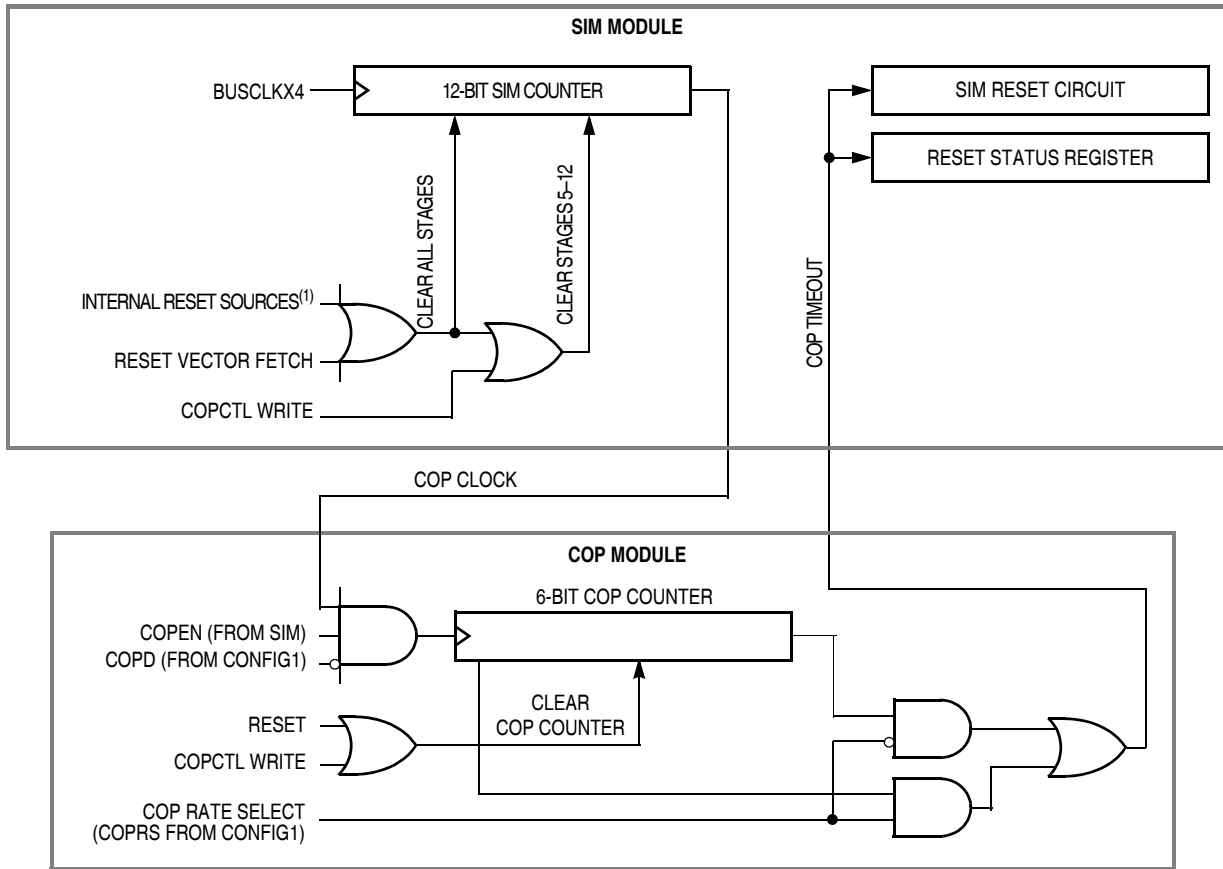 SIM MODULE
BUSCLKX4
12-BIT SIM COUNTER
SIM RESET CIRCUIT
RESET STATUS REGISTER
CLEAR ALL STAGES
CLEAR STAGES 5–12
COP TIMEOUT
INTERNAL RESET SOURCES(1)
RESET VECTOR FETCH
COPCTL WRITE
COP CLOCK
COP MODULE
6-BIT COP COUNTER
COPEN (FROM SIM)
COPD (FROM CONFIG1)
CLEAR
COP COUNTER
RESET
COPCTL WRITE
COP RATE SELECT
(COPRS FROM CONFIG1)